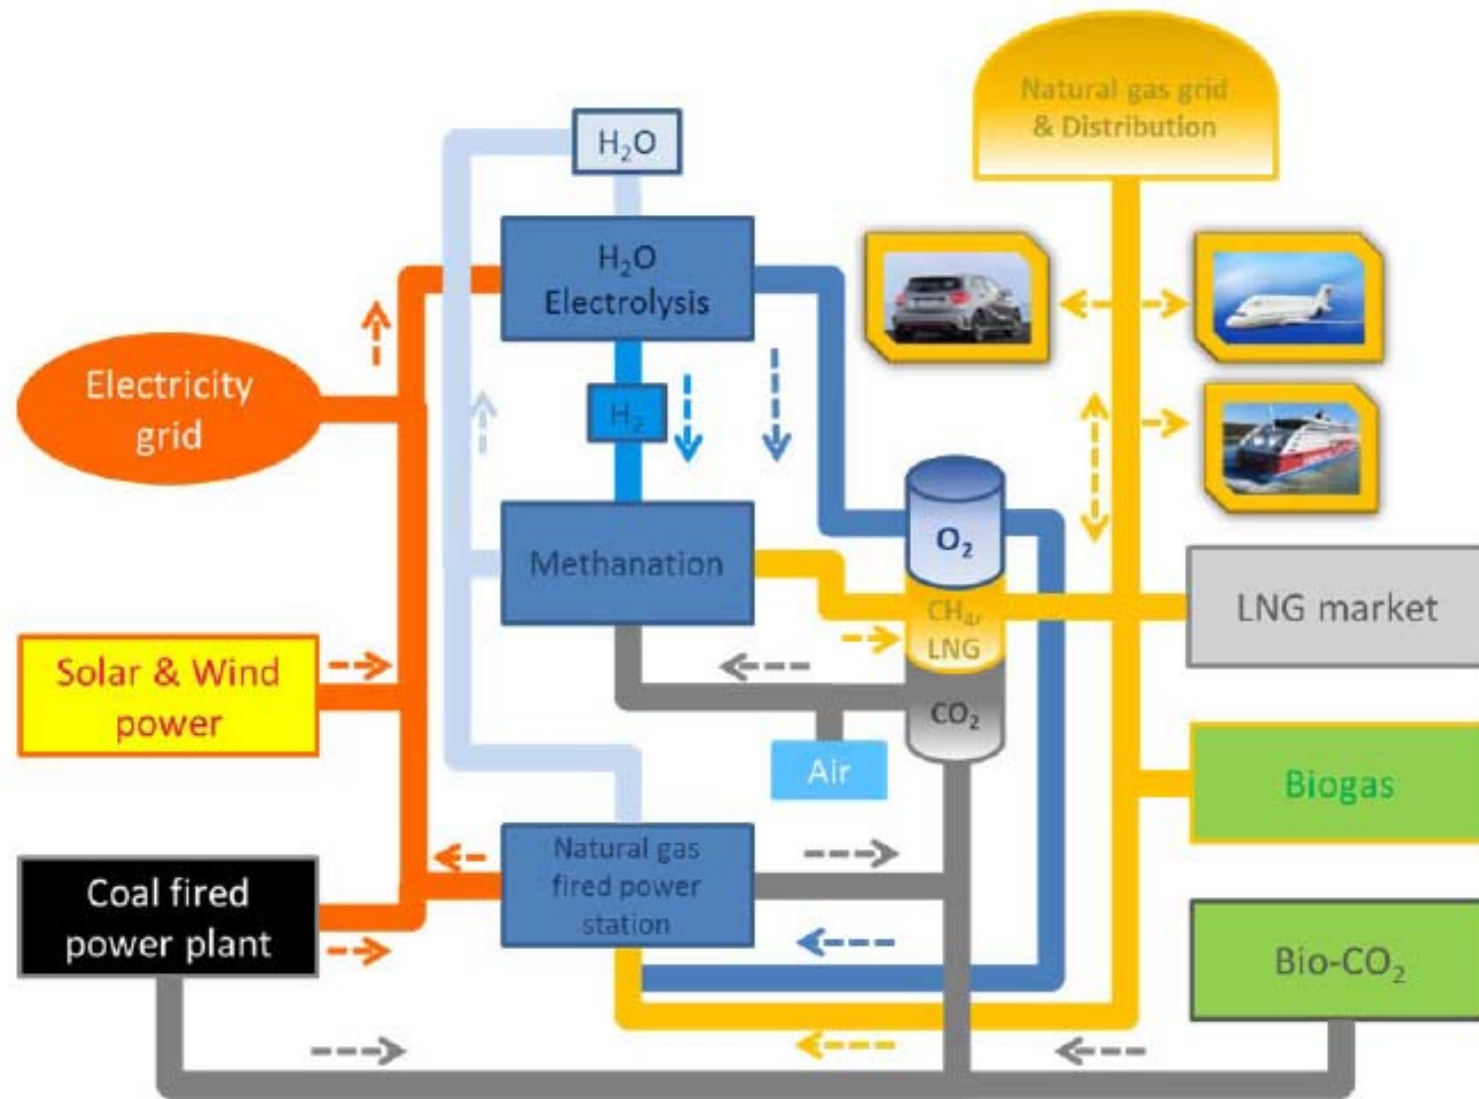 Natural gas grid
& Distribution
H₂O
H₂O
Electrolysis
Electricity
grid
H₂
O₂
Methanation
CH₄/
LNG
LNG market
Solar & Wind
power
CO₂
Air
Biogas
Natural gas
fired power
station
Coal fired
power plant
Bio-CO₂